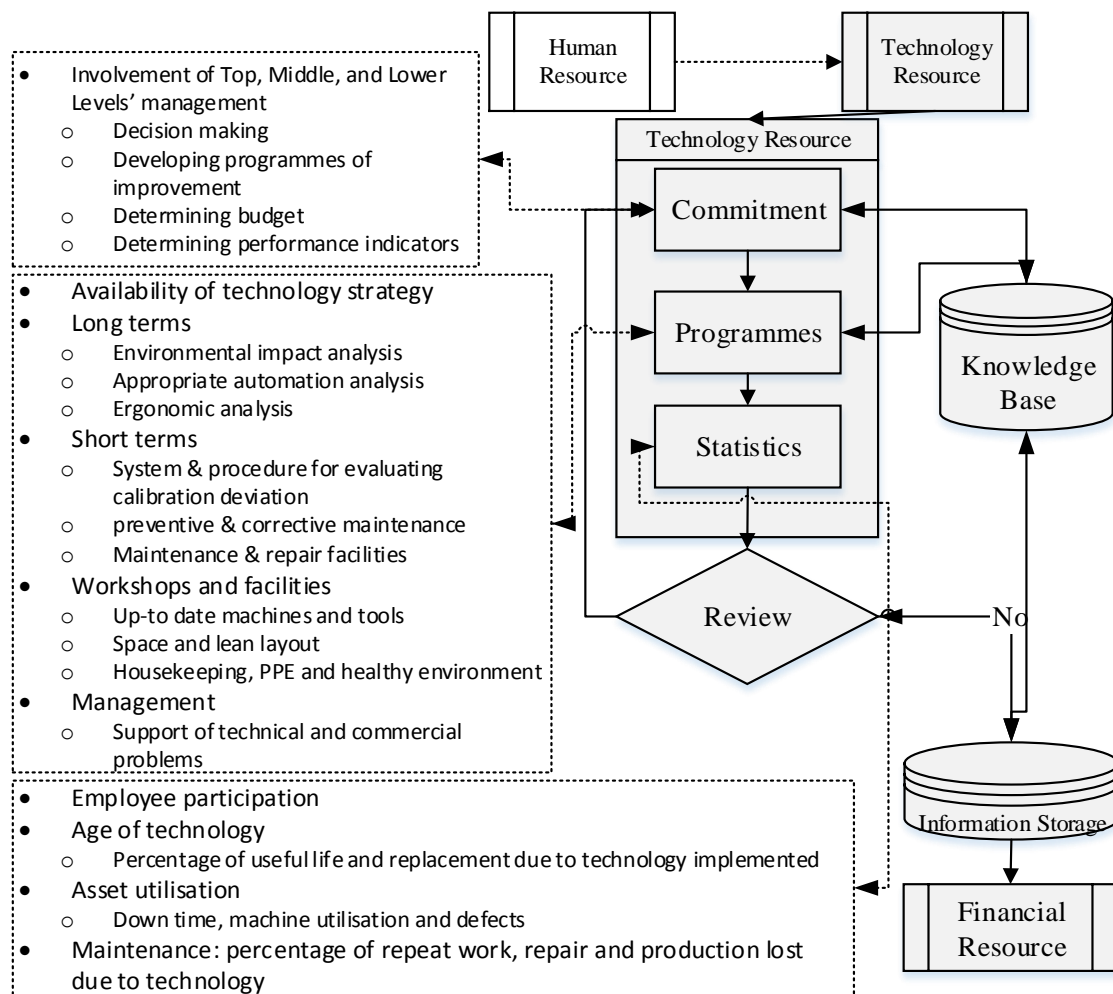 Human
Resource
Technology
Resource
• Involvement of Top, Middle, and Lower
Levels’ management
o Decision making
o Developing programmes of
improvement
o Determining budget
o Determining performance indicators
Technology Resource
Commitment
Programmes
Statistics
Review
Knowledge
Base
No
Information Storage
Financial
Resource
• Availability of technology strategy
• Long terms
o Environmental impact analysis
o Appropriate automation analysis
o Ergonomic analysis
• Short terms
o System & procedure for evaluating
calibration deviation
o preventive & corrective maintenance
o Maintenance & repair facilities
• Workshops and facilities
o Up-to date machines and tools
o Space and lean layout
o Housekeeping, PPE and healthy environment
• Management
o Support of technical and commercial
problems
• Employee participation
• Age of technology
o Percentage of useful life and replacement due to technology implemented
• Asset utilisation
o Down time, machine utilisation and defects
• Maintenance: percentage of repeat work, repair and production lost
due to technology